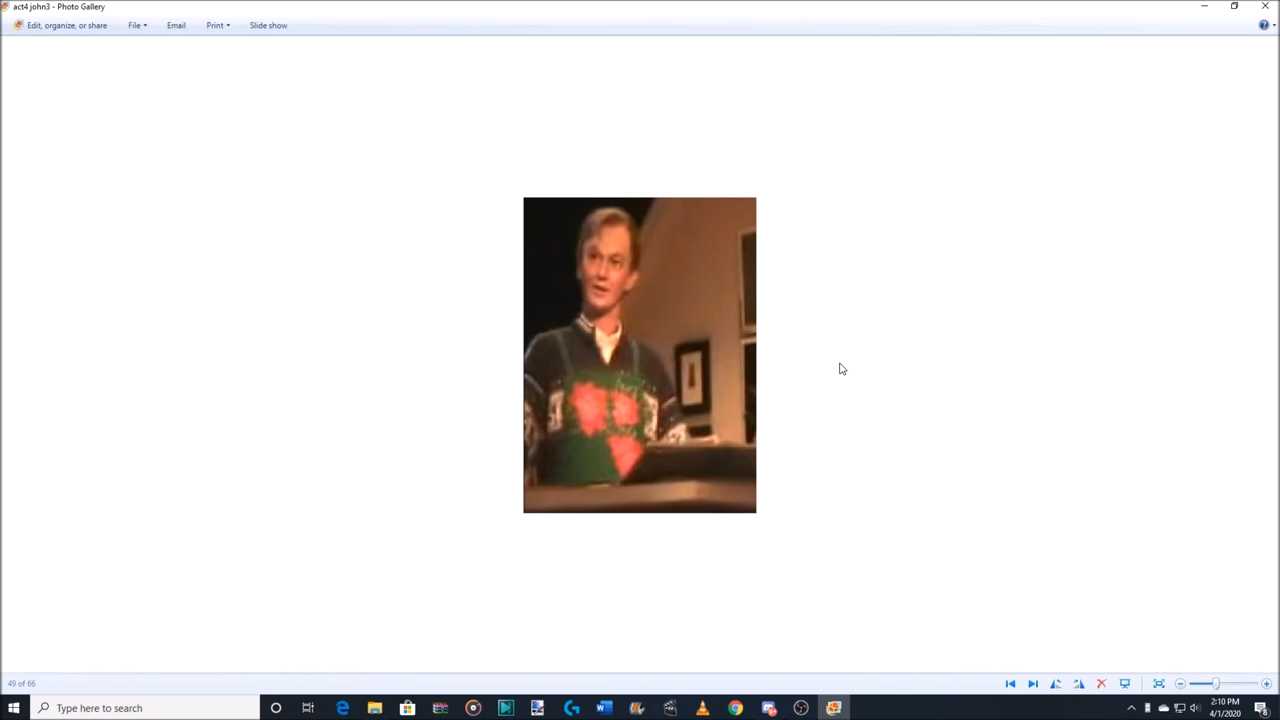 act4 john3 - Photo Gallery
Edit, organize, or share File Email Print Slide show
49 of 66
Type here to search
2:10 PM
4/1/2020
8